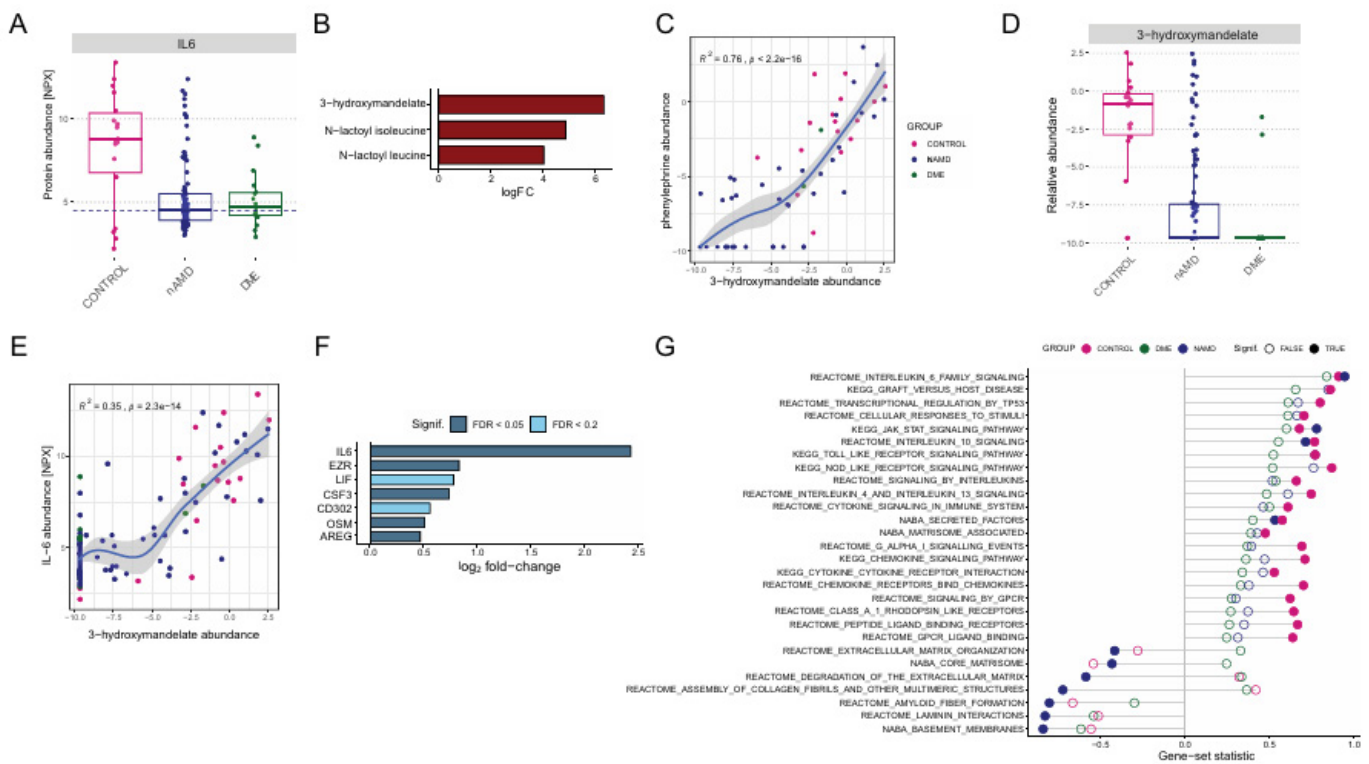 A
IL6
Protein abundance [NPX]
10
5
CONTROL
nAMD
DME
B
3−hydroxymandelate
N−lactoyl isoleucine
N−lactoyl leucine
0
2
4
6
logFC
C
R² = 0.76 , p < 2.2e−16
phenylephrine abundance
0
−5
−10
−10.0
−7.5
−5.0
−2.5
0.0
2.5
3−hydroxymandelate abundance
GROUP
CONTROL
NAMD
DME
D
3−hydroxymandelate
Relative abundance
2.5
0.0
−2.5
−5.0
−7.5
−10.0
CONTROL
nAMD
DME
E
R² = 0.35 , p = 2.3e−14
IL−6 abundance [NPX]
10
5
−10.0
−7.5
−5.0
−2.5
0.0
2.5
3−hydroxymandelate abundance
F
Signif.
FDR < 0.05
FDR < 0.2
IL6
EZR
LIF
CSF3
CD302
OSM
AREG
0.0
0.5
1.0
1.5
2.0
2.5
log₂ fold−change
G
GROUP
CONTROL
DME
NAMD
Signif.
FALSE
TRUE
REACTOME_INTERLEUKIN_6_FAMILY_SIGNALING
KEGG_GRAFT_VERSUS_HOST_DISEASE
REACTOME_TRANSCRIPTIONAL_REGULATION_BY_TP53
REACTOME_CELLULAR_RESPONSES_TO_STIMULI
KEGG_JAK_STAT_SIGNALING_PATHWAY
REACTOME_INTERLEUKIN_10_SIGNALING
KEGG_TOLL_LIKE_RECEPTOR_SIGNALING_PATHWAY
KEGG_NOD_LIKE_RECEPTOR_SIGNALING_PATHWAY
REACTOME_SIGNALING_BY_INTERLEUKINS
REACTOME_INTERLEUKIN_4_AND_INTERLEUKIN_13_SIGNALING
REACTOME_CYTOKINE_SIGNALING_IN_IMMUNE_SYSTEM
NABA_SECRETED_FACTORS
NABA_MATRISOME_ASSOCIATED
REACTOME_G_ALPHA_I_SIGNALLING_EVENTS
KEGG_CHEMOKINE_SIGNALING_PATHWAY
KEGG_CYTOKINE_CYTOKINE_RECEPTOR_INTERACTION
REACTOME_CHEMOKINE_RECEPTORS_BIND_CHEMOKINES
REACTOME_SIGNALING_BY_GPCR
REACTOME_CLASS_A_1_RHODOPSIN_LIKE_RECEPTORS
REACTOME_PEPTIDE_LIGAND_BINDING_RECEPTORS
REACTOME_GPCR_LIGAND_BINDING
REACTOME_EXTRACELLULAR_MATRIX_ORGANIZATION
NABA_CORE_MATRISOME
REACTOME_DEGRADATION_OF_THE_EXTRACELLULAR_MATRIX
REACTOME_ASSEMBLY_OF_COLLAGEN_FIBRILS_AND_OTHER_MULTIMERIC_STRUCTURES
REACTOME_AMYLOID_FIBER_FORMATION
REACTOME_LAMININ_INTERACTIONS
NABA_BASEMENT_MEMBRANES
−0.5
0.0
0.5
1.0
Gene−set statistic